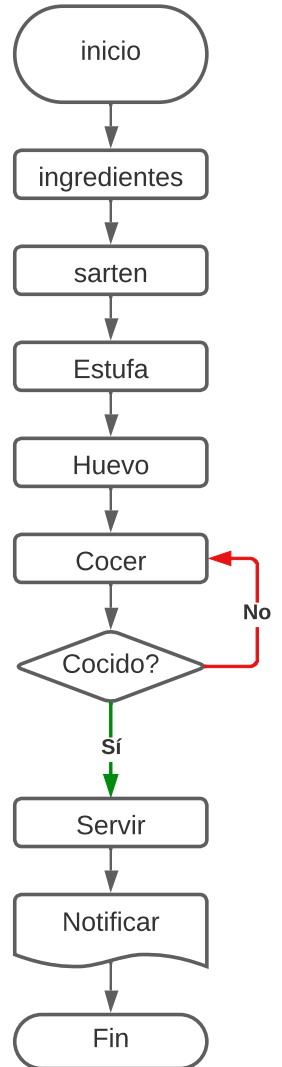 inicio
ingredientes
sarten
Estufa
Huevo
Cocer
No
Cocido?
Sí
Servir
Notificar
Fin